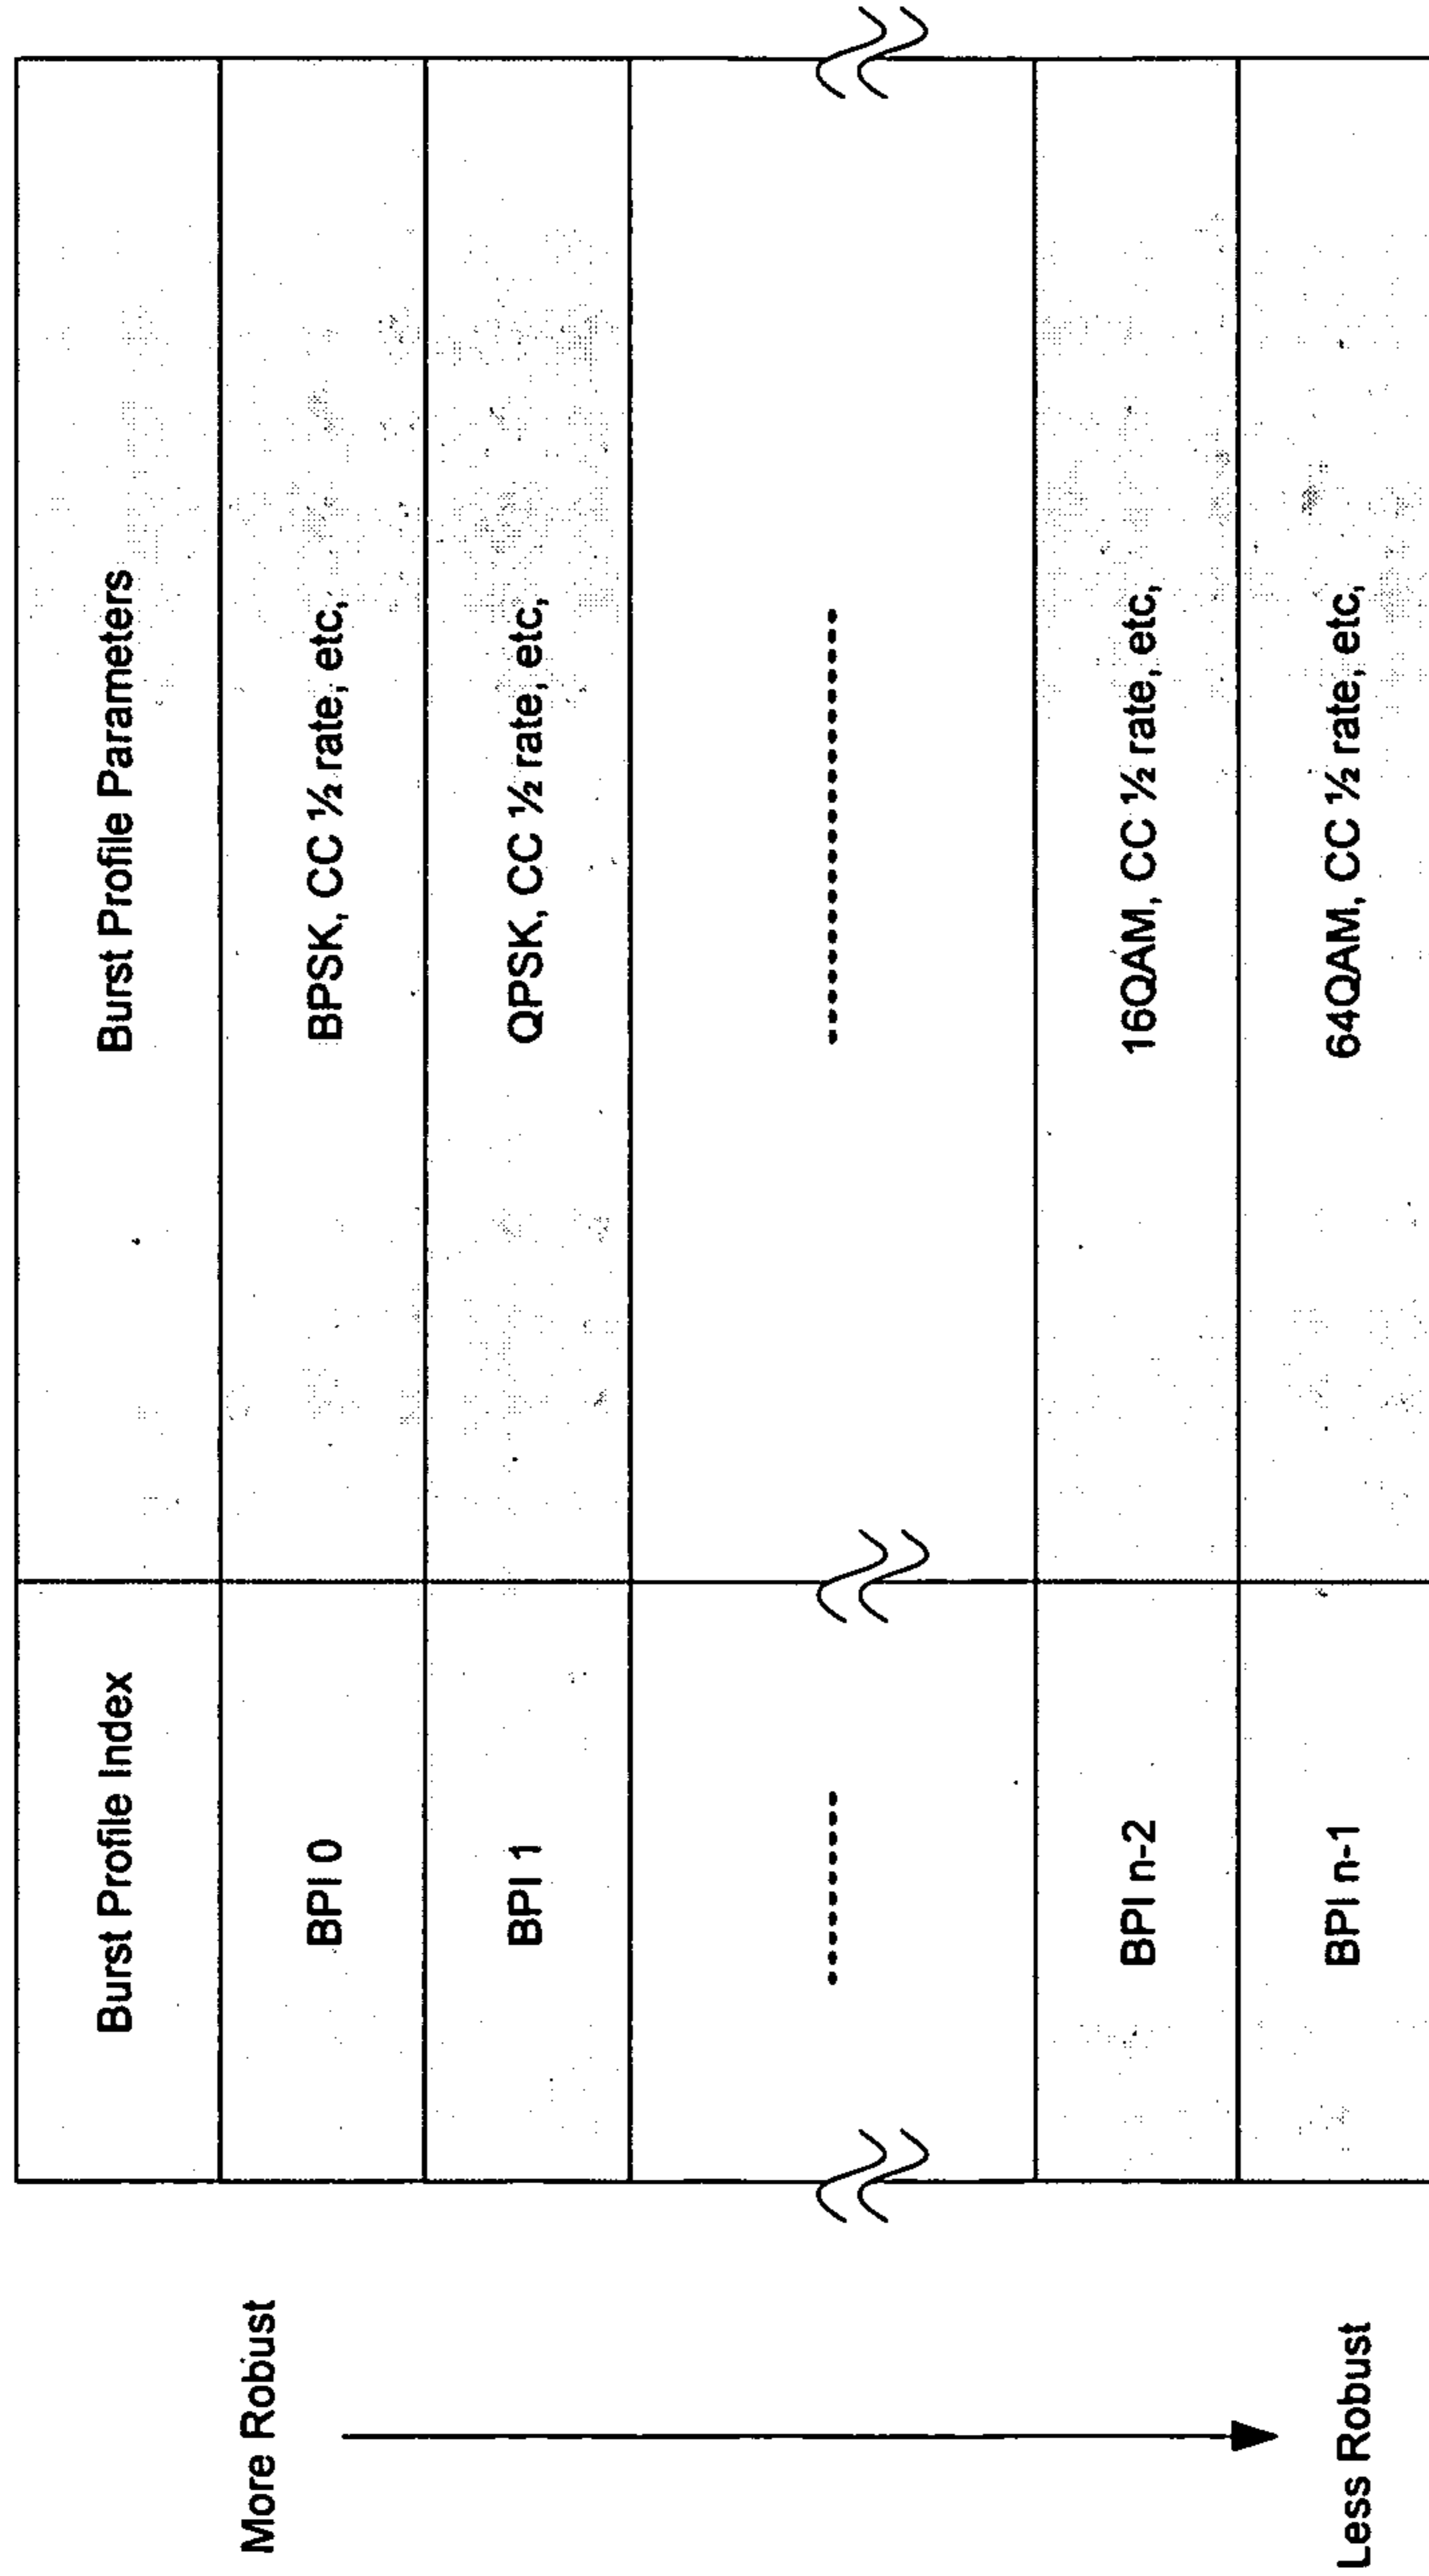 Burst Profile Index Burst Profile Parameters
More Robust
BPI 0 BPSK, CC ½ rate, etc,
BPI 1 QPSK, CC ½ rate, etc,
BPI n-2 16QAM, CC ½ rate, etc,
BPI n-1 64QAM, CC ½ rate, etc,
Less Robust